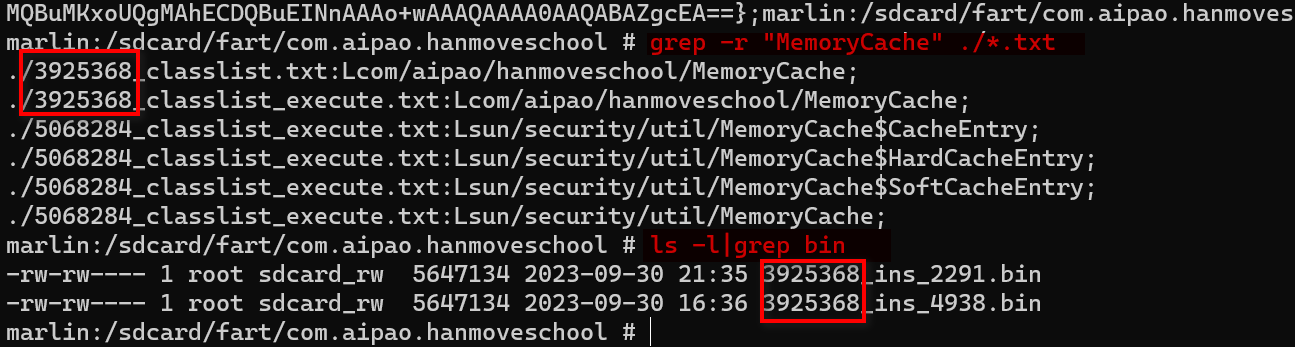 MQBuMKxoUQgMAhECDQBuEINnAAAo+wAAAQAAAA0AAQABAZgcEA==};marlin:/sdcard/fart/com.aipao.hanmoves
marlin:/sdcard/fart/com.aipao.hanmoveschool # grep -r "MemoryCache" ./*.txt
./3925368_classlist.txt:Lcom/aipao/hanmoveschool/MemoryCache;
./3925368_classlist_execute.txt:Lcom/aipao/hanmoveschool/MemoryCache;
./5068284_classlist_execute.txt:Lsun/security/util/MemoryCache$CacheEntry;
./5068284_classlist_execute.txt:Lsun/security/util/MemoryCache$HardCacheEntry;
./5068284_classlist_execute.txt:Lsun/security/util/MemoryCache$SoftCacheEntry;
./5068284_classlist_execute.txt:Lsun/security/util/MemoryCache;
marlin:/sdcard/fart/com.aipao.hanmoveschool # ls -l|grep bin
-rw-rw---- 1 root sdcard_rw  5647134 2023-09-30 21:35 3925368_ins_2291.bin
-rw-rw---- 1 root sdcard_rw  5647134 2023-09-30 16:36 3925368_ins_4938.bin
marlin:/sdcard/fart/com.aipao.hanmoveschool #